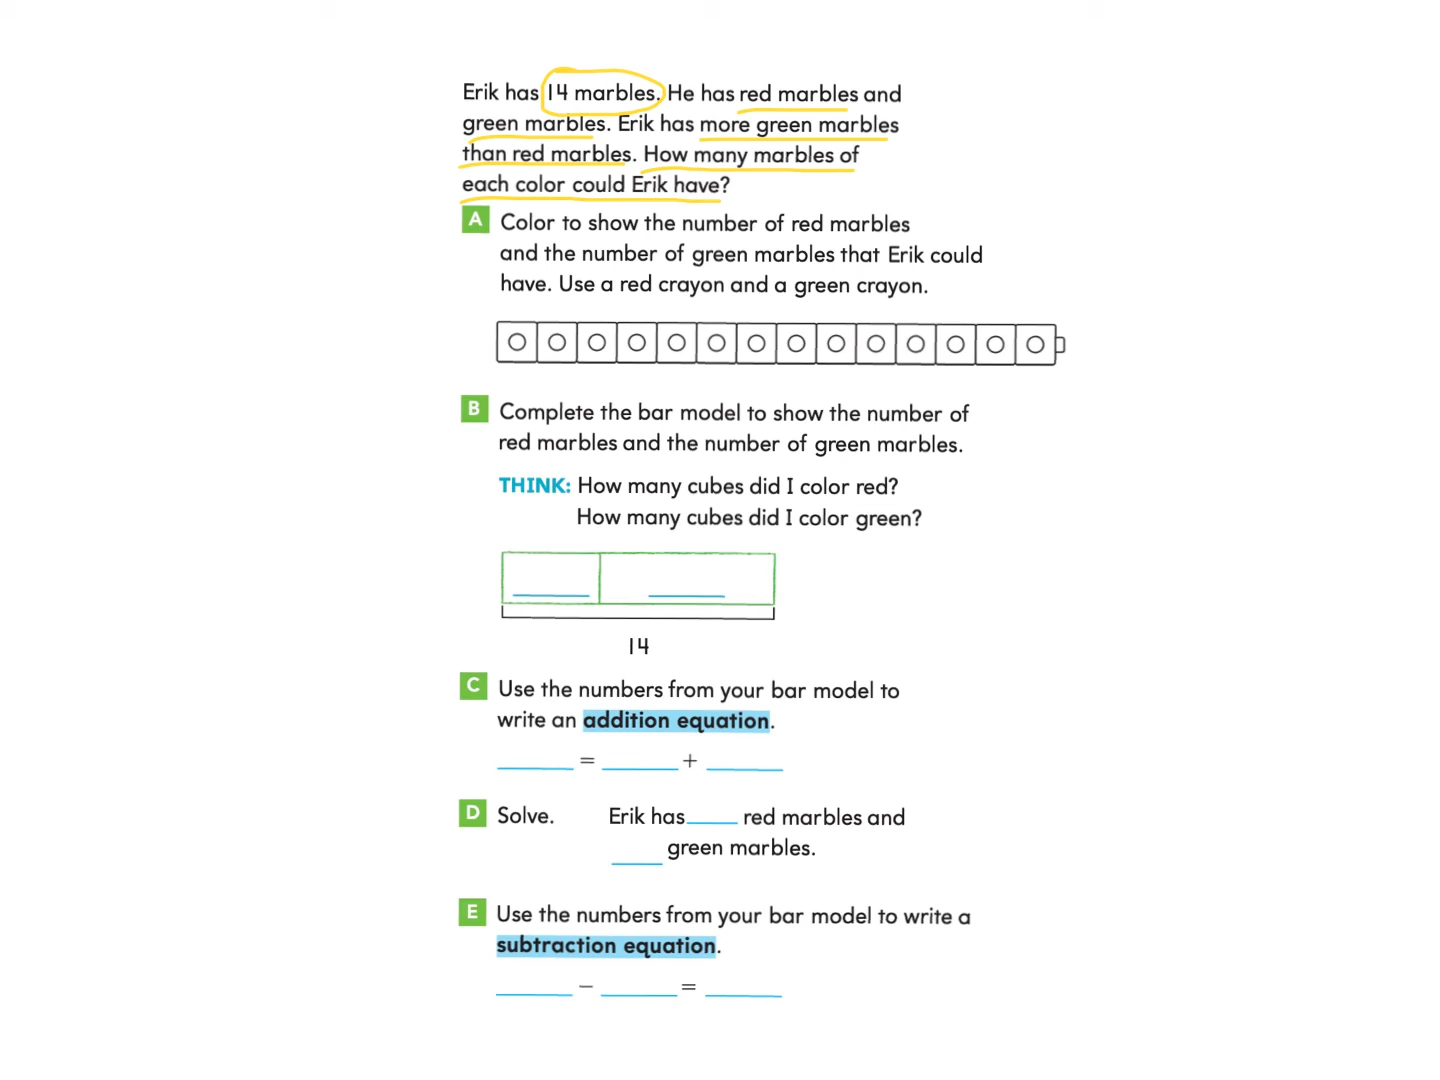 Erik has 14 marbles. He has red marbles and
green marbles. Erik has more green marbles
than red marbles. How many marbles of
each color could Erik have?
A Color to show the number of red marbles
and the number of green marbles that Erik could
have. Use a red crayon and a green crayon.
B Complete the bar model to show the number of
red marbles and the number of green marbles.
THINK: How many cubes did I color red?
How many cubes did I color green?
14
C Use the numbers from your bar model to
write an addition equation.
= +
D Solve. Erik has red marbles and
green marbles.
E Use the numbers from your bar model to write a
subtraction equation.
− =